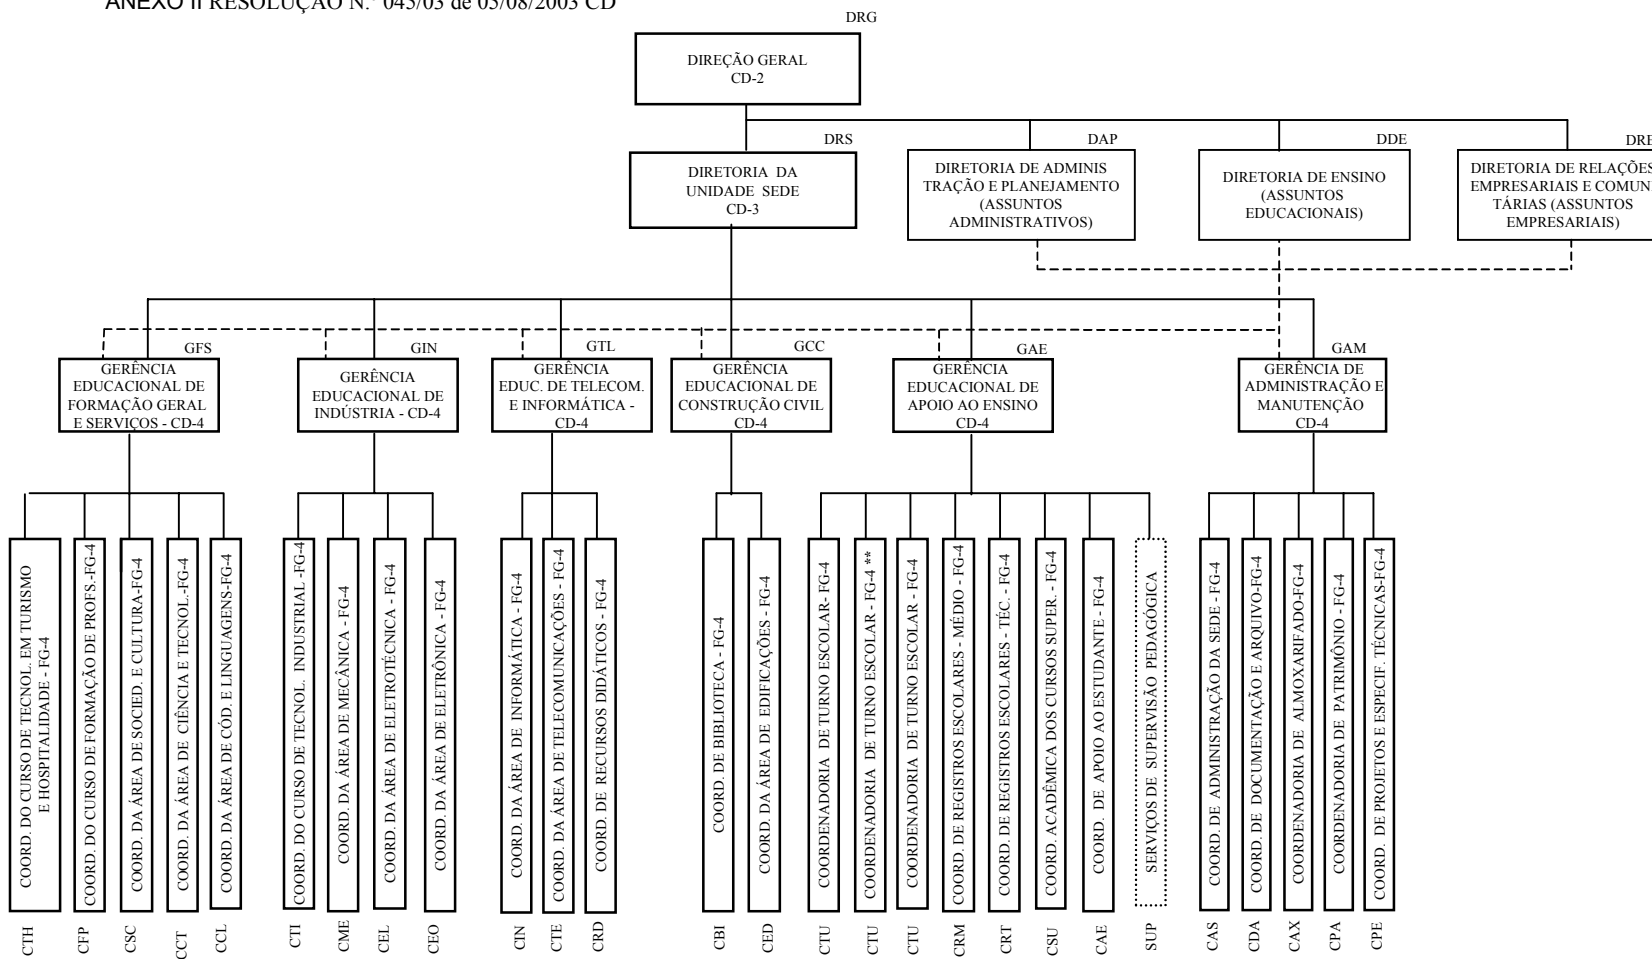 ANEXO II RESOLUÇÃO N.º 045/03 de 05/08/2003 CD
DRG
DIREÇÃO GERAL
CD-2
DRS
DIRETORIA DA
UNIDADE SEDE
CD-3
DAP
DIRETORIA DE ADMINIS
TRAÇÃO E PLANEJAMENTO
(ASSUNTOS
ADMINISTRATIVOS)
DDE
DIRETORIA DE ENSINO
(ASSUNTOS
EDUCACIONAIS)
DRE
DIRETORIA DE RELAÇÕES
EMPRESARIAIS E COMUN
TÁRIAS (ASSUNTOS
EMPRESARIAIS)
GFS
GERÊNCIA
EDUCACIONAL DE
FORMAÇÃO GERAL
E SERVIÇOS - CD-4
GIN
GERÊNCIA
EDUCACIONAL DE
INDÚSTRIA - CD-4
GTL
GERÊNCIA
EDUC. DE TELECOM.
E INFORMÁTICA -
CD-4
GCC
GERÊNCIA
EDUCACIONAL DE
CONSTRUÇÃO CIVIL
CD-4
GAE
GERÊNCIA
EDUCACIONAL DE
APOIO AO ENSINO
CD-4
GAM
GERÊNCIA DE
ADMINISTRAÇÃO E
MANUTENÇÃO
CD-4
COORD. DO CURSO DE TECNOL. EM TURISMO
E HOSPITALIDADE - FG-4
CTH
COORD. DO CURSO DE FORMAÇÃO DE PROFS.-FG-4
CFP
COORD. DA ÁREA DE SOCIED. E CULTURA-FG-4
CSC
COORD. DA ÁREA DE CIÊNCIA E TECNOL.-FG-4
CCT
COORD. DA ÁREA DE CÓD. E LINGUAGENS-FG-4
CCL
COORD. DO CURSO DE TECNOL. INDUSTRIAL -FG-4
CTI
COORD. DA ÁREA DE MECÂNICA - FG-4
CME
COORD. DA ÁREA DE ELETROTÉCNICA - FG-4
CEL
COORD. DA ÁREA DE ELETRÔNICA - FG-4
CEO
COORD. DA ÁREA DE INFORMÁTICA - FG-4
CIN
COORD. DA ÁREA DE TELECOMUNICAÇÕES - FG-4
CTE
COORD. DE RECURSOS DIDÁTICOS - FG-4
CRD
COORD. DE BIBLIOTECA - FG-4
CBI
COORD. DA ÁREA DE EDIFICAÇÕES - FG-4
CED
COORDENADORIA DE TURNO ESCOLAR- FG-4
CTU
COORDENADORIA DE TURNO ESCOLAR - FG-4 **
CTU
COORDENADORIA DE TURNO ESCOLAR - FG-4
CTU
COORD. DE REGISTROS ESCOLARES - MÉDIO - FG-4
CRM
COORD. DE REGISTROS ESCOLARES - TÉC. - FG-4
CRT
COORD. ACADÊMICA DOS CURSOS SUPER. - FG-4
CSU
COORD. DE APOIO AO ESTUDANTE - FG-4
CAE
SERVIÇOS DE SUPERVISÃO PEDAGÓGICA
SUP
COORD. DE ADMINISTRAÇÃO DA SEDE - FG-4
CAS
COORD. DE DOCUMENTAÇÃO E ARQUIVO-FG-4
CDA
COORDENADORIA DE ALMOXARIFADO-FG-4
CAX
COORDENADORIA DE PATRIMÔNIO - FG-4
CPA
COORD. DE PROJETOS E ESPECIF. TÉCNICAS-FG-4
CPE